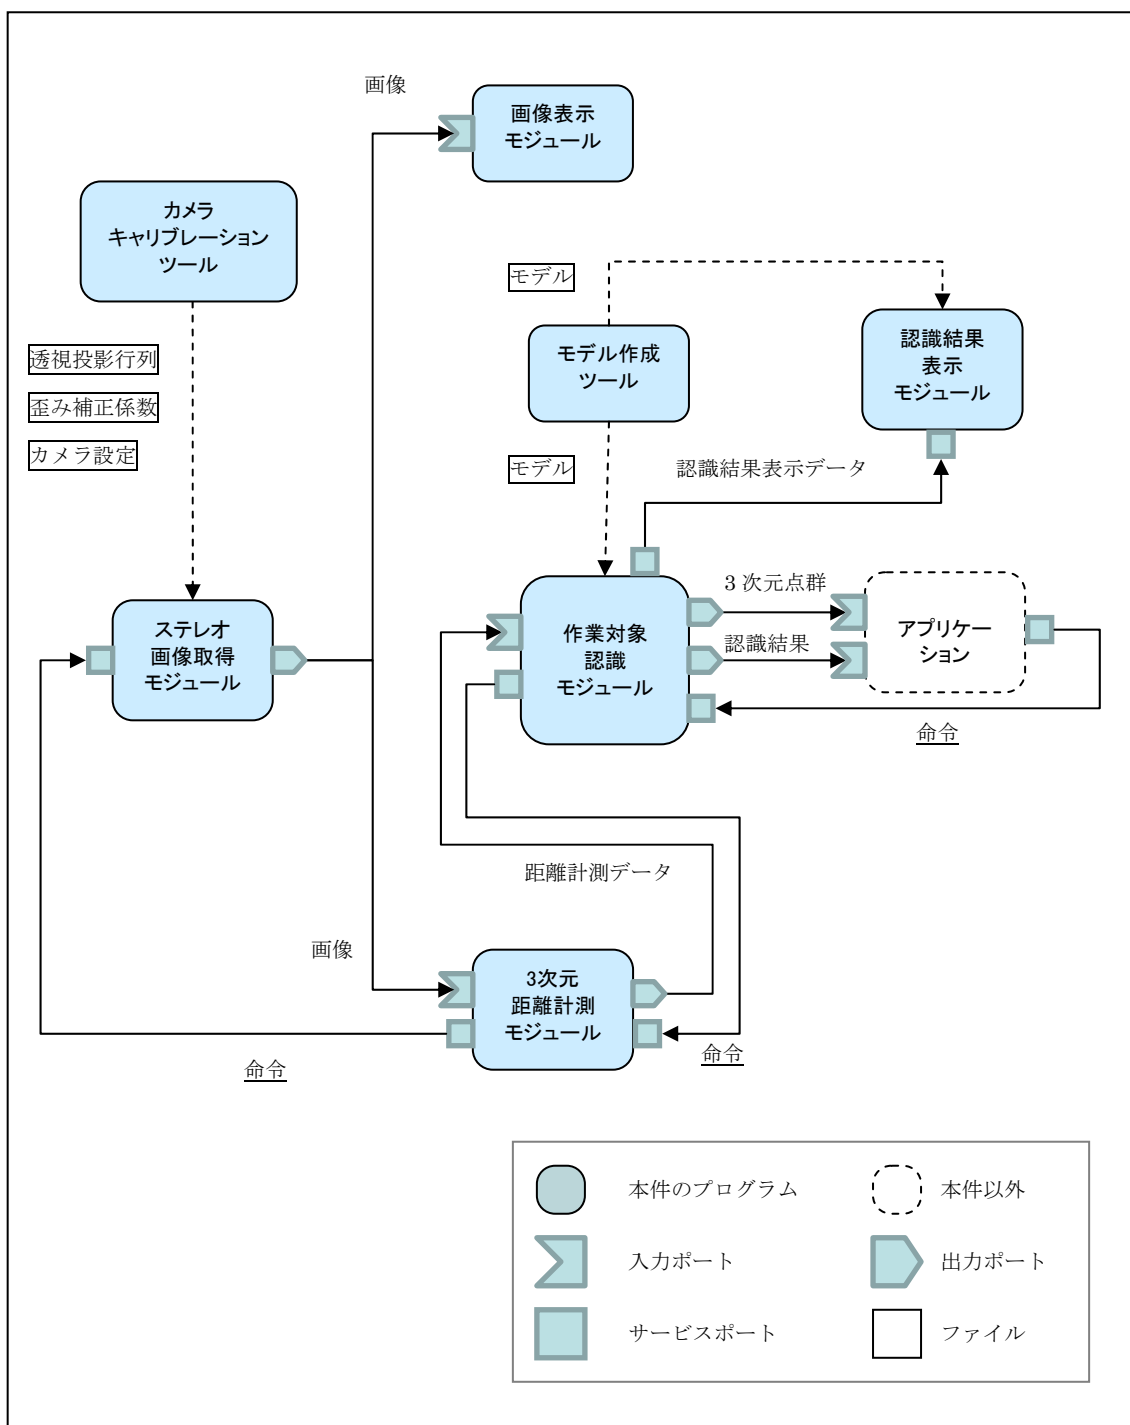 画像
画像表示
モジュール
カメラ
キャリブレーション
ツール
モデル
透視投影行列
歪み補正係数
カメラ設定
モデル作成
ツール
認識結果
表示
モジュール
モデル
認識結果表示データ
ステレオ
画像取得
モジュール
作業対象
認識
モジュール
3次元点群
認識結果
アプリケー
ション
命令
距離計測データ
画像
3次元
距離計測
モジュール
命令
命令
本件のプログラム
本件以外
入力ポート
出力ポート
サービスポート
ファイル